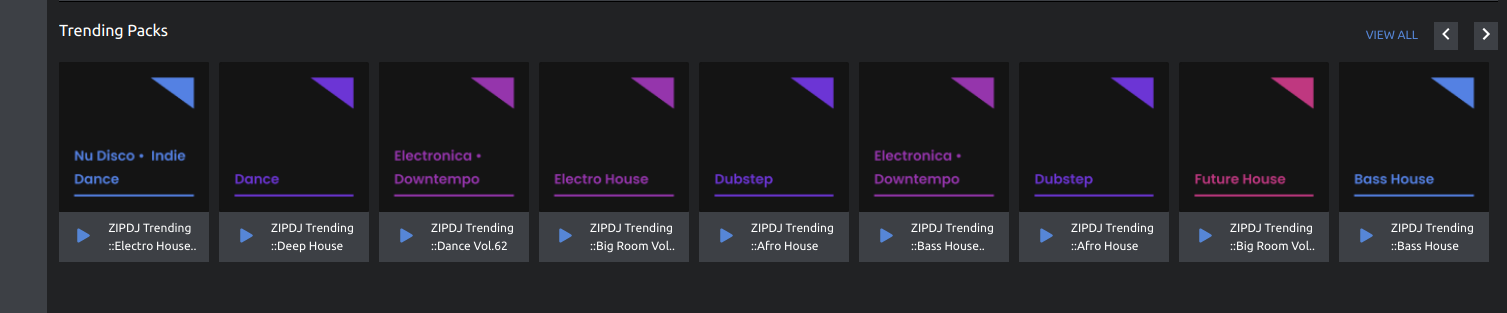 Trending Packs
VIEW ALL
Nu Disco • Indie
Dance
ZIPDJ Trending
::Electro House..
Dance
ZIPDJ Trending
::Deep House
Electronica •
Downtempo
ZIPDJ Trending
::Dance Vol.62
Electro House
ZIPDJ Trending
::Big Room Vol..
Dubstep
ZIPDJ Trending
::Afro House
Electronica •
Downtempo
ZIPDJ Trending
::Bass House..
Dubstep
ZIPDJ Trending
::Afro House
Future House
ZIPDJ Trending
::Big Room Vol..
Bass House
ZIPDJ Trending
::Bass House